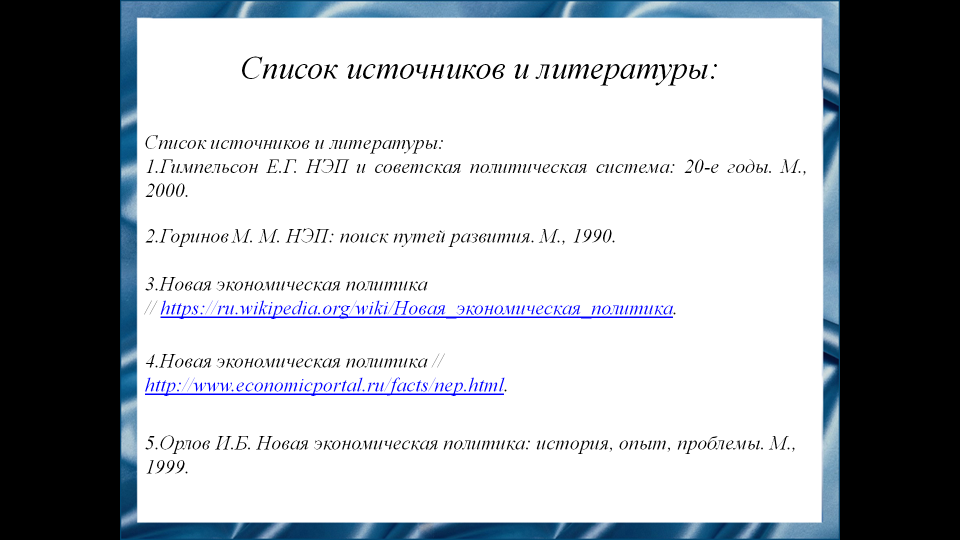 Список источников и литературы:
Список источников и литературы:
1.Гимпельсон Е.Г. НЭП и советская политическая система: 20-е годы. М.,
2000.
2.Горинов М. М. НЭП: поиск путей развития. М., 1990.
3.Новая экономическая политика
// https://ru.wikipedia.org/wiki/Новая_экономическая_политика.
4.Новая экономическая политика //
http://www.economicportal.ru/facts/nep.html.
5.Орлов И.Б. Новая экономическая политика: история, опыт, проблемы. М.,
1999.